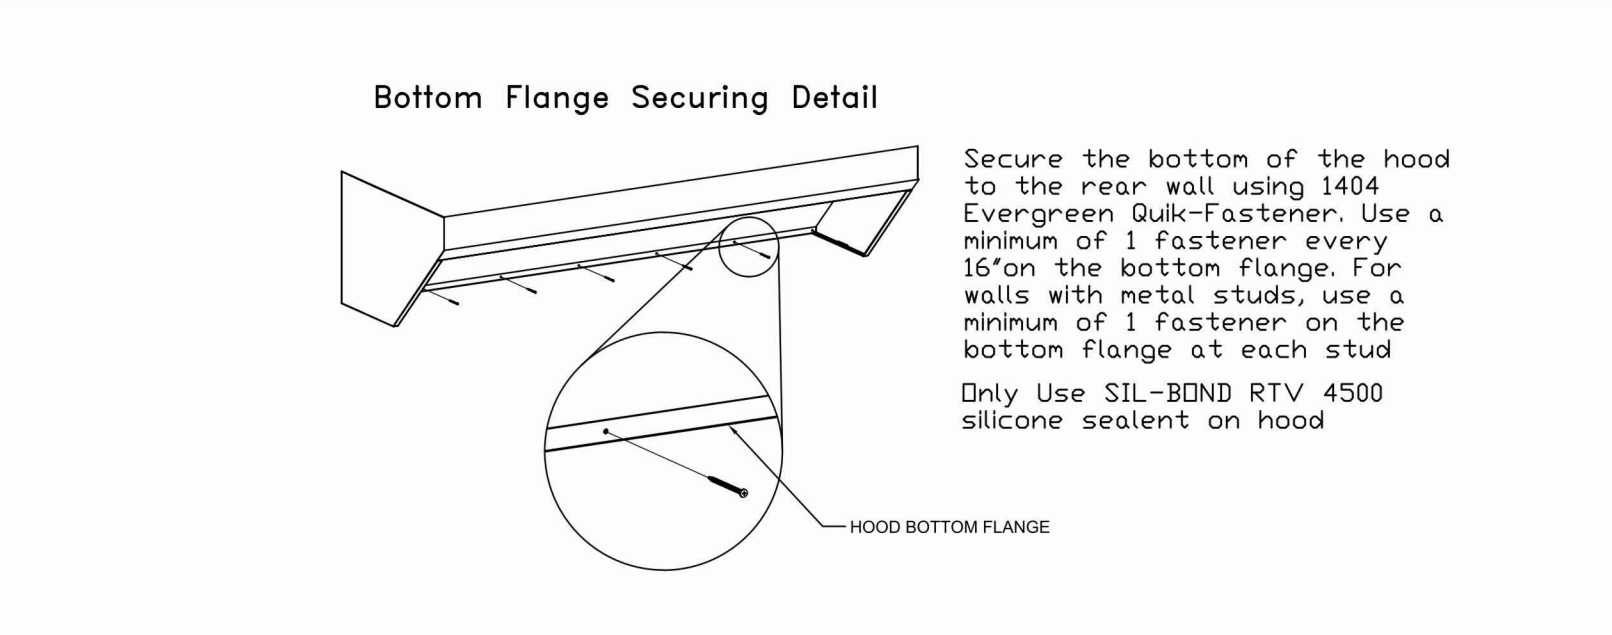 Bottom Flange Securing Detail
Secure the bottom of the hood
to the rear wall using 1404
Evergreen Quik-Fastener. Use a
minimum of 1 fastener every
16"on the bottom flange. For
walls with metal studs, use a
minimum of 1 fastener on the
bottom flange at each stud
Only Use SIL-BOND RTV 4500
silicone sealent on hood
HOOD BOTTOM FLANGE